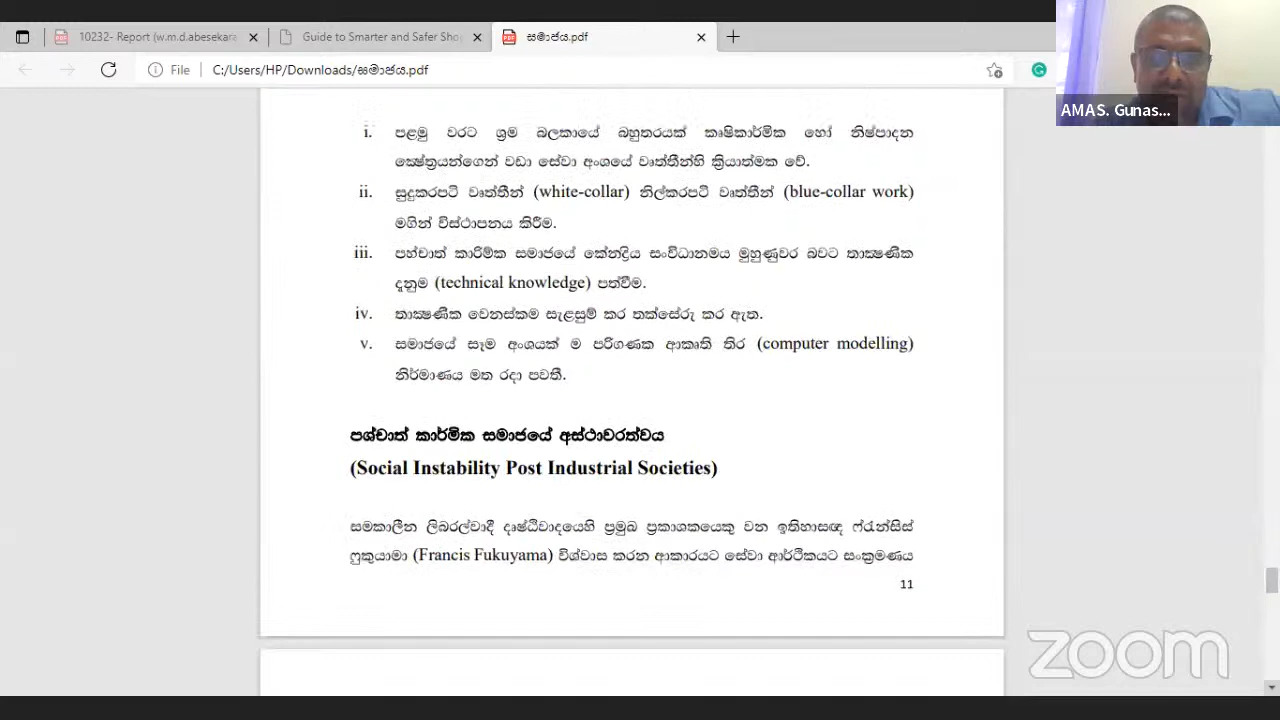 10232- Report (w.m.d.abesekara
Guide to Smarter and Safer Sho
සමාජය.pdf
File
C:/Users/HP/Downloads/සමාජය.pdf
AMAS. Gunas...
i. පළමු වරට ශ්‍රම බලකායේ බහුතරයක් කෘෂිකාර්මික හෝ නිෂ්පාදන
ක්‍ෂේත්‍රයන්ගෙන් වඩා සේවා අංශයේ වෘත්තීන්හි ක්‍රියාත්මක වේ.
ii. සුදුකරපටි වෘත්තීන් (white-collar) නිල්කරපටි වෘත්තීන් (blue-collar work)
මගින් විස්ථාපනය කිරීම.
iii. පශ්චාත් කාර්මික සමාජයේ කේන්ද්‍රිය සංවිධානමය මුහුණුවර බවට තාක්‍ෂණික
දැනුම (technical knowledge) පත්වීම.
iv. තාක්‍ෂණික වෙනස්කම් සැළසුම් කර තක්සේරු කර ඇත.
v. සමාජයේ සෑම අංශයක් ම පරිගණක ආකෘති තිර (computer modelling)
නිර්මාණය මත රඳා පවතී.
පශ්චාත් කාර්මික සමාජයේ අස්ථාවරත්වය
(Social Instability Post Industrial Societies)
සමකාලීන ලිබරල්වාදී දෘෂ්ඨිවාදයෙහි ප්‍රමුඛ ප්‍රකාශකයෙකු වන ඉතිහාසඥ ෆ්රැන්සිස්
ෆුකුයාමා (Francis Fukuyama) විශ්වාස කරන ආකාරයට සේවා ආර්ථිකයට සංක්‍රමණය
11
zoom